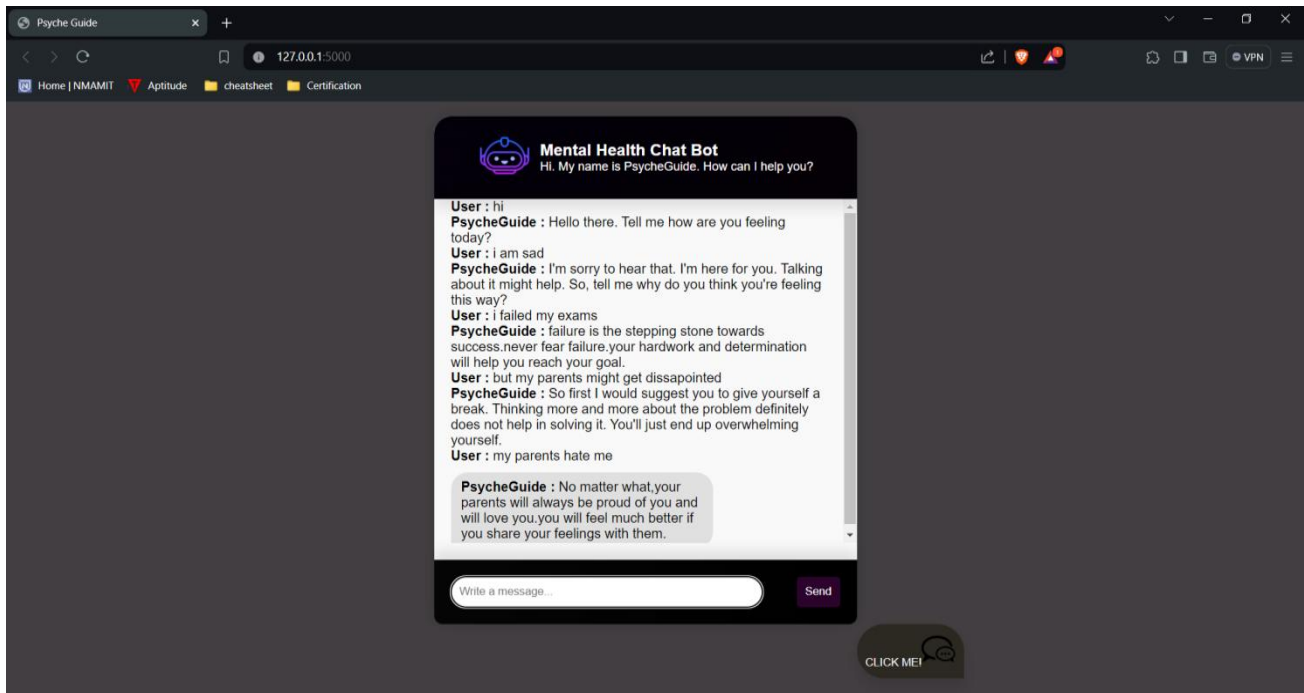 Psyche Guide
127.0.0.1:5000
VPN
Home | NMAMIT Aptitude cheatsheet Certification
Mental Health Chat Bot
Hi. My name is PsycheGuide. How can I help you?
User : hi
PsycheGuide : Hello there. Tell me how are you feeling
today?
User : i am sad
PsycheGuide : I'm sorry to hear that. I'm here for you. Talking
about it might help. So, tell me why do you think you're feeling
this way?
User : i failed my exams
PsycheGuide : failure is the stepping stone towards
success.never fear failure.your hardwork and determination
will help you reach your goal.
User : but my parents might get dissapointed
PsycheGuide : So first I would suggest you to give yourself a
break. Thinking more and more about the problem definitely
does not help in solving it. You'll just end up overwhelming
yourself.
User : my parents hate me
PsycheGuide : No matter what,your
parents will always be proud of you and
will love you.you will feel much better if
you share your feelings with them.
Write a message...
Send
CLICK ME!